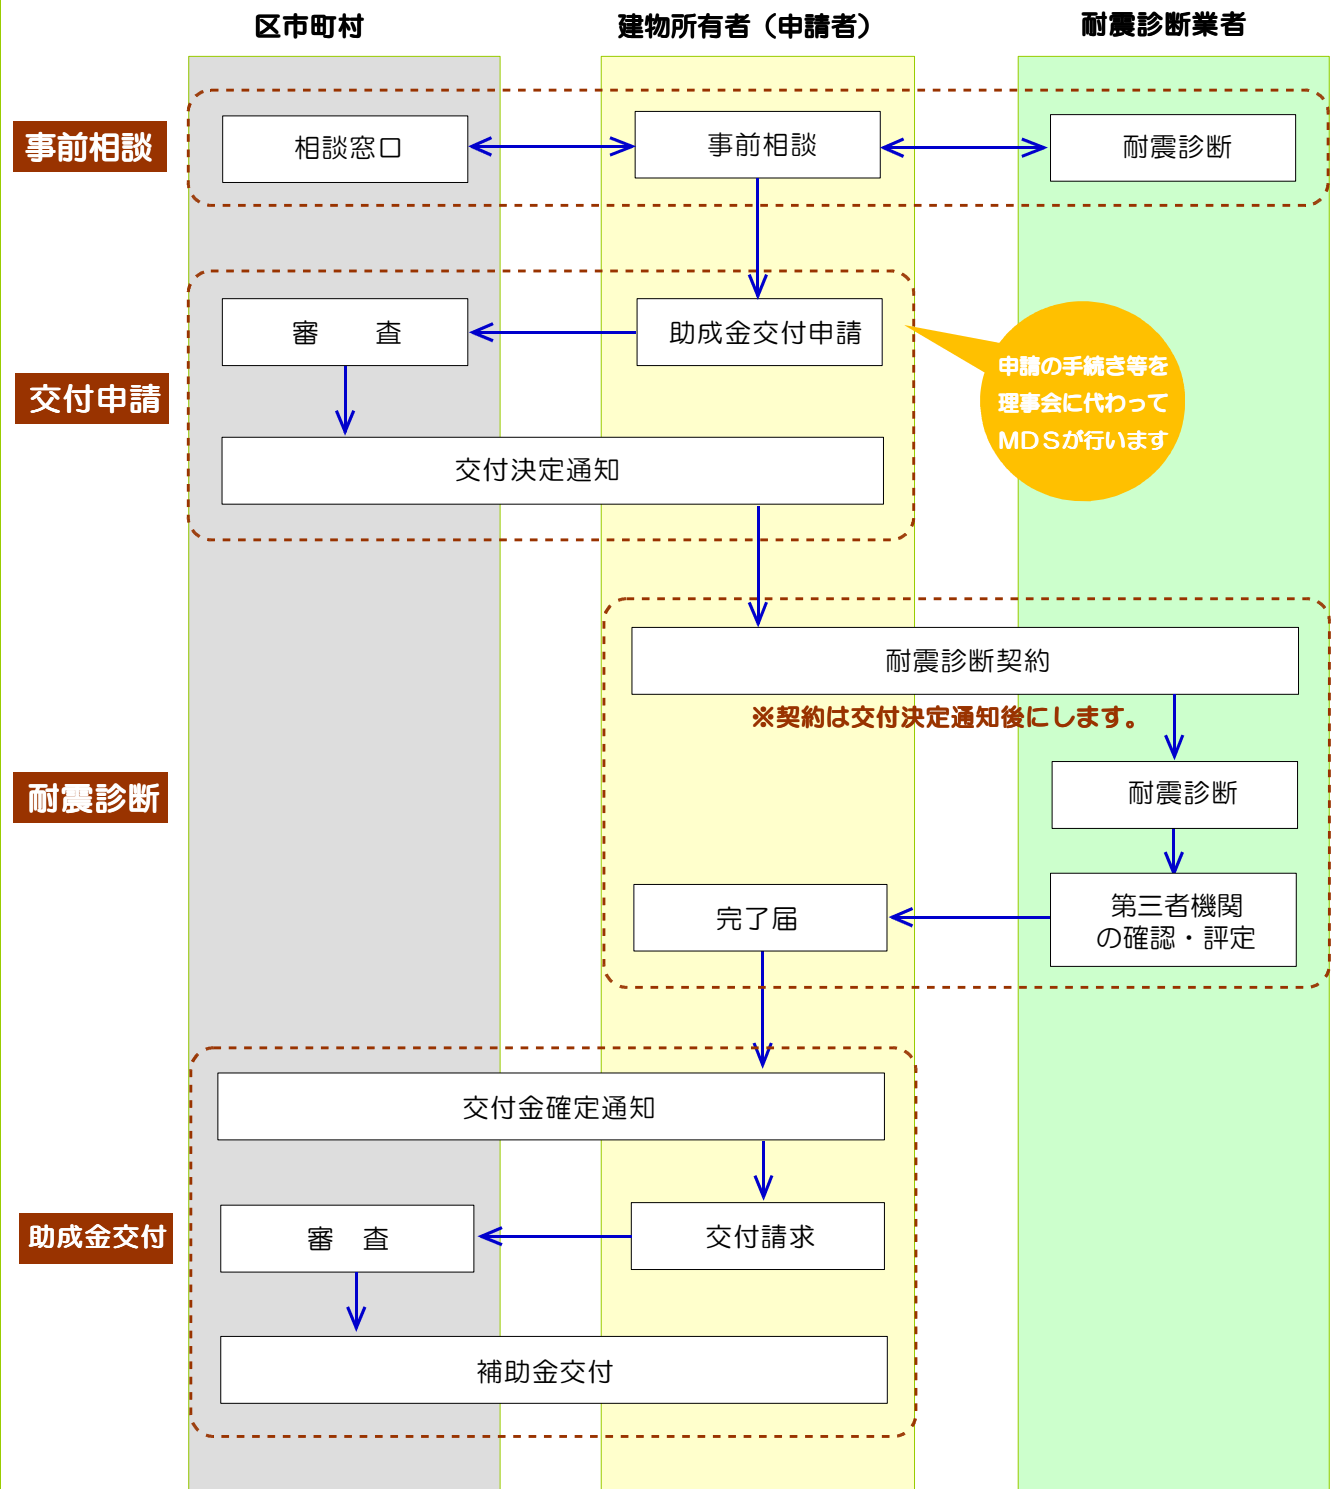 区市町村
建物所有者（申請者）
耐震診断業者
事前相談
相談窓口
事前相談
耐震診断
交付申請
審　　査
助成金交付申請
申請の手続き等を
理事会に代わって
ＭＤＳが行います
交付決定通知
耐震診断
耐震診断契約
※契約は交付決定通知後にします。
耐震診断
第三者機関
の確認・評定
完了届
助成金交付
交付金確定通知
審　査
交付請求
補助金交付